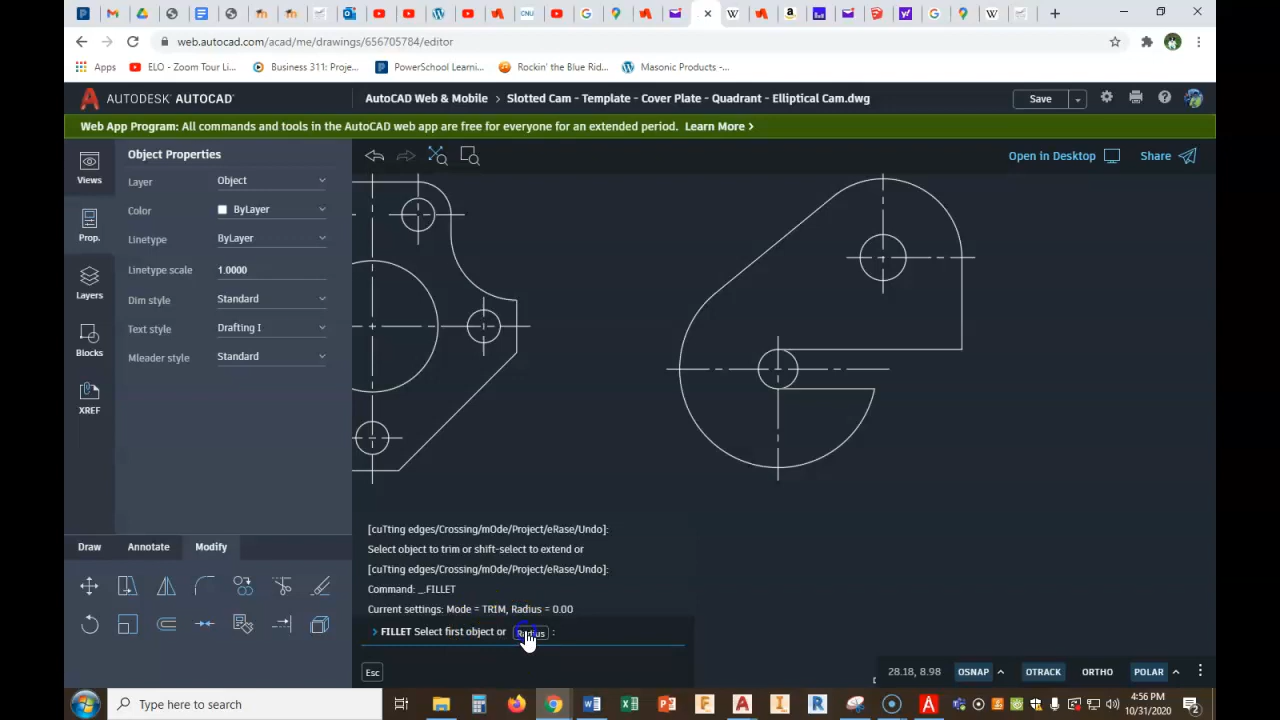 CNU
web.autocad.com/acad/me/drawings/656705784/editor
Apps
ELO - Zoom Tour Li...
Business 311: Proje...
PowerSchool Learni...
Rockin' the Blue Rid...
Masonic Products -...
AUTODESK® AUTOCAD®
AutoCAD Web & Mobile > Slotted Cam - Template - Cover Plate - Quadrant - Elliptical Cam.dwg
Save
Web App Program: All commands and tools in the AutoCAD web app are free for everyone for an extended period. Learn More >
Views
Prop.
Layers
Blocks
XREF
Object Properties
Layer Object
Color ByLayer
Linetype ByLayer
Linetype scale 1.0000
Dim style Standard
Text style Drafting I
Mleader style Standard
Open in Desktop
Share
Draw Annotate Modify
[cuTting edges/Crossing/mOde/Project/eRase/Undo]:
Select object to trim or shift-select to extend or
[cuTting edges/Crossing/mOde/Project/eRase/Undo]:
Command: _.FILLET
Current settings: Mode = TRIM, Radius = 0.00
> FILLET Select first object or Radius :
Esc
28.18, 8.98 OSNAP OTRACK ORTHO POLAR
Type here to search
4:56 PM
10/31/2020